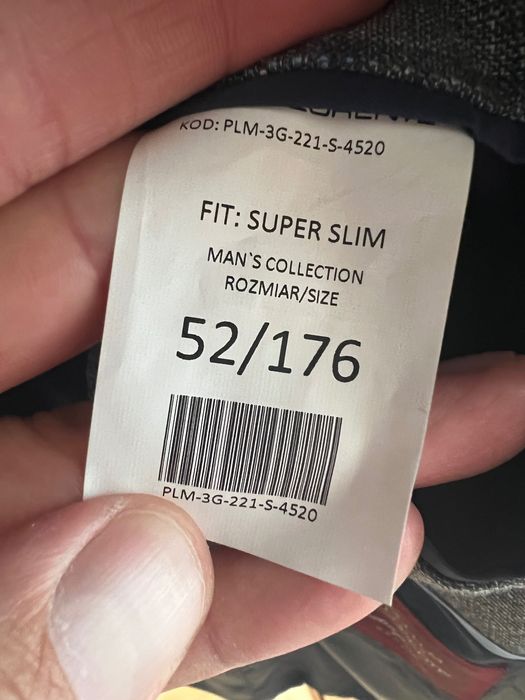 KOD: PLM-3G-221-S-4520
FIT: SUPER SLIM
MAN`S COLLECTION
ROZMIAR/SIZE
52/176
PLM-3G-221-S-4520